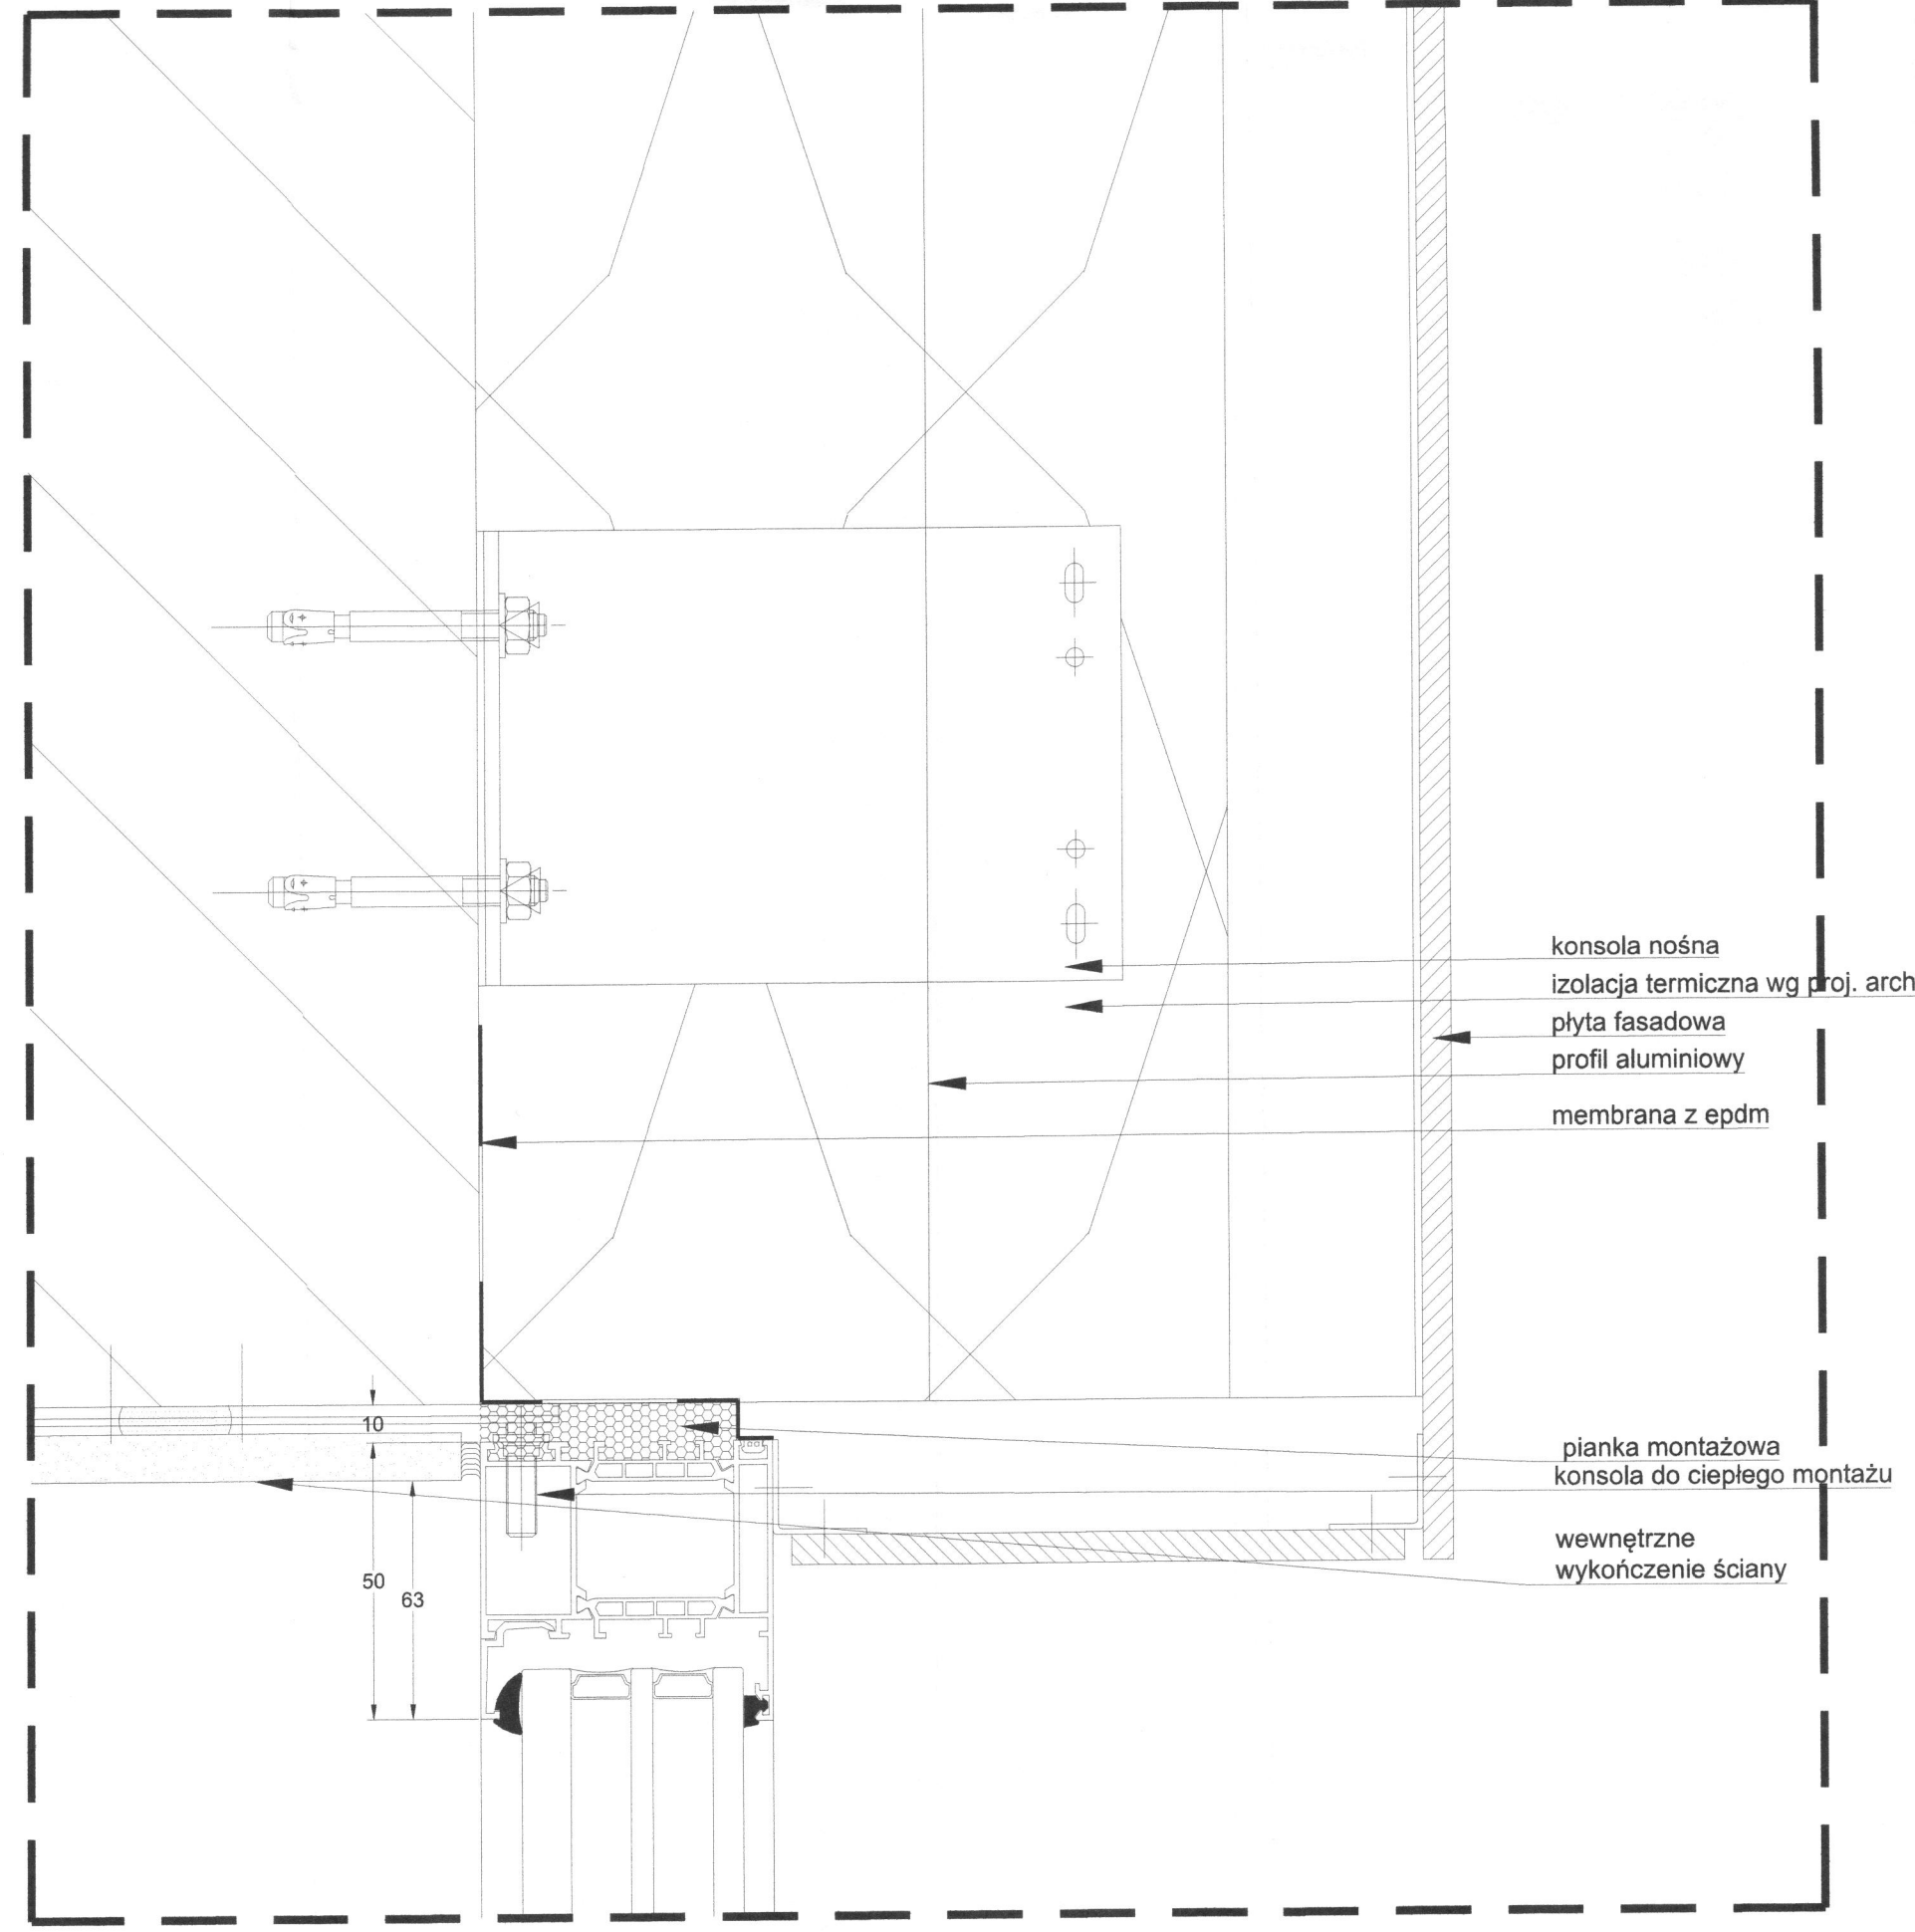 konsola nośna
izolacja termiczna wg proj. arch
płyta fasadowa
profil aluminiowy
membrana z epdm
10
pianka montażowa
konsola do ciepłego montażu
wewnętrzne
wykończenie ściany
50
63